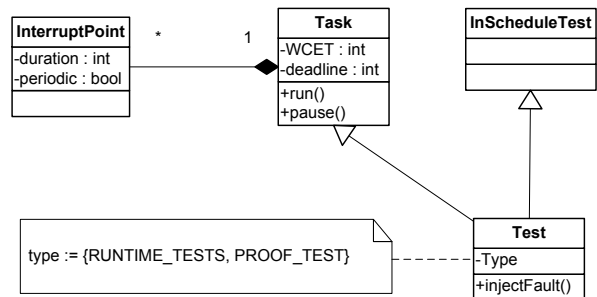 InterruptPoint
-duration : int
-periodic : bool
*
1
Task
-WCET : int
-deadline : int
+run()
+pause()
InScheduleTest
type := {RUNTIME_TESTS, PROOF_TEST}
Test
-Type
+injectFault()